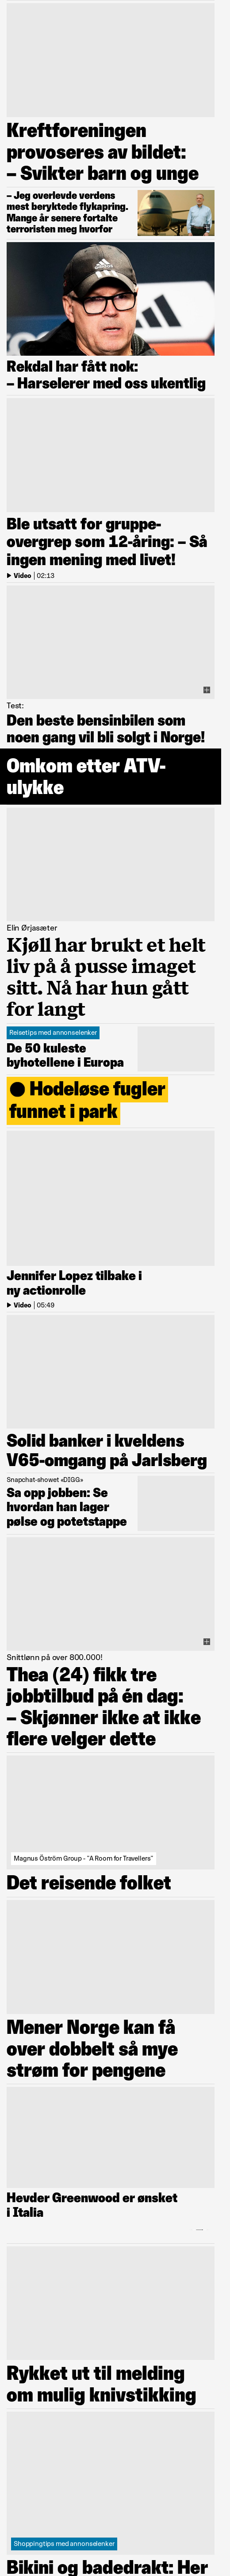 Kreftforeningen
provoseres av bildet:
– Svikter barn og unge
– Jeg overlevde verdens
mest beryktede flykapring.
Mange år senere fortalte
terroristen meg hvorfor
Rekdal har fått nok:
– Harselerer med oss ukentlig
Ble utsatt for gruppe-
overgrep som 12-åring: – Så
ingen mening med livet!
Video | 02:13
Test:
Den beste bensinbilen som
noen gang vil bli solgt i Norge!
Omkom etter ATV-
ulykke
Elin Ørjasæter
Kjøll har brukt et helt
liv på å pusse imaget
sitt. Nå har hun gått
for langt
Reisetips med annonselenker
De 50 kuleste
byhotellene i Europa
Hodeløse fugler
funnet i park
Jennifer Lopez tilbake i
ny actionrolle
Video | 05:49
Solid banker i kveldens
V65-omgang på Jarlsberg
Snapchat-showet «DIGG»
Sa opp jobben: Se
hvordan han lager
pølse og potetstappe
Snittlønn på over 800.000!
Thea (24) fikk tre
jobbtilbud på én dag:
– Skjønner ikke at ikke
flere velger dette
Magnus Öström Group - "A Room for Travellers"
Det reisende folket
Mener Norge kan få
over dobbelt så mye
strøm for pengene
Hevder Greenwood er ønsket
i Italia
Rykket ut til melding
om mulig knivstikking
Shoppingtips med annonselenker
Bikini og badedrakt: Her